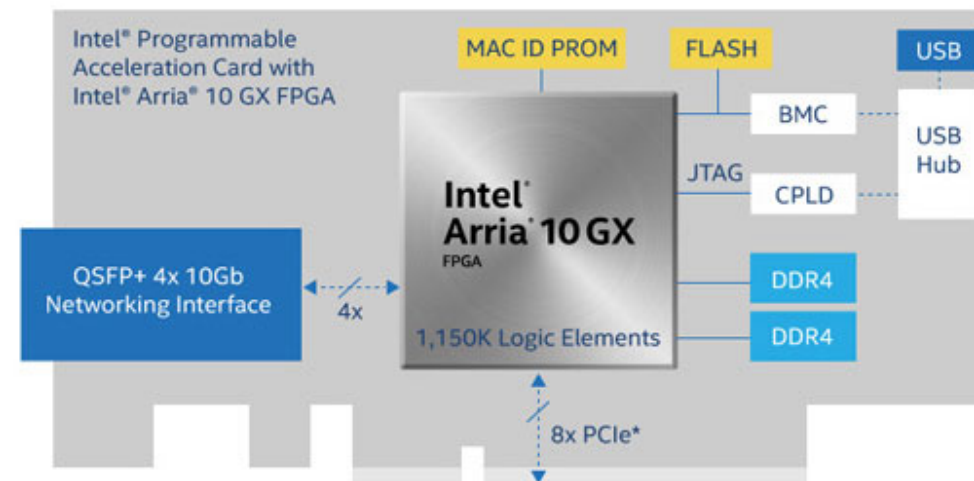 Intel® Programmable
Acceleration Card with
Intel® Arria® 10 GX FPGA
MAC ID PROM
FLASH
USB
BMC
USB
Hub
JTAG
CPLD
Intel®
Arria® 10 GX
FPGA
QSFP+ 4x 10Gb
Networking Interface
4x
DDR4
DDR4
1,150K Logic Elements
8x PCIe*